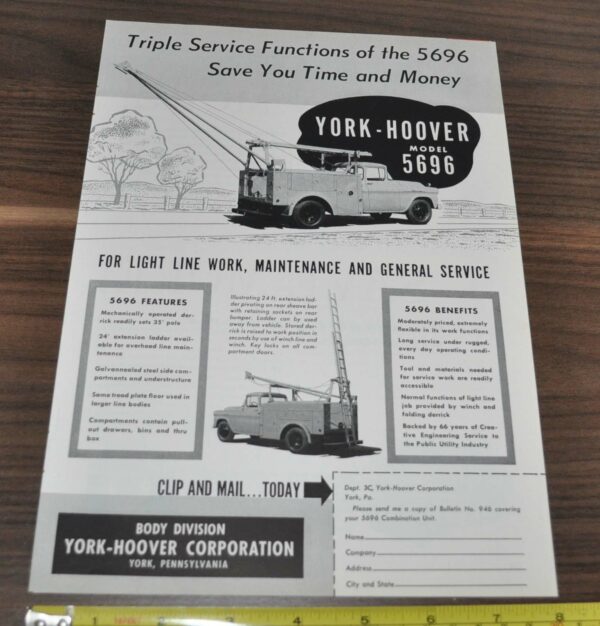 Triple Service Functions of the 5696
Save You Time and Money
YORK-HOOVER
MODEL
5696
FOR LIGHT LINE WORK, MAINTENANCE AND GENERAL SERVICE
5696 FEATURES
Mechanically operated der-
rick readily sets 35' pole
24' extension ladder avail-
able for overhead line main-
tenance
Galvannealed steel side com-
partments and understructure
Same tread plate floor used in
larger line bodies
Compartments contain pull-
out drawers, bins and thru
box
Illustrating 24 ft. extension lad-
der pivoting on rear sheave bar
with retaining sockets on rear
bumper. Ladder can be used
away from vehicle. Stored der-
rick is raised to work position in
seconds by use of winch line and
winch. Key locks on all com-
partment doors.
5696 BENEFITS
Moderately priced, extremely
flexible in its work functions
Long service under rugged,
every day operating condi-
tions
Tool and materials needed
for service work are readily
accessible
Normal functions of light line
job provided by winch and
folding derrick
Backed by 66 years of Crea-
tive Engineering Service to
the Public Utility Industry
CLIP AND MAIL...TODAY
BODY DIVISION
YORK-HOOVER CORPORATION
YORK, PENNSYLVANIA
Dept. 3C, York-Hoover Corporation
York, Pa.
Please send me a copy of Bulletin No. 946 covering
your 5696 Combination Unit.
Name
Company
Address
City and State
1 2 3 4 5 6 7 8